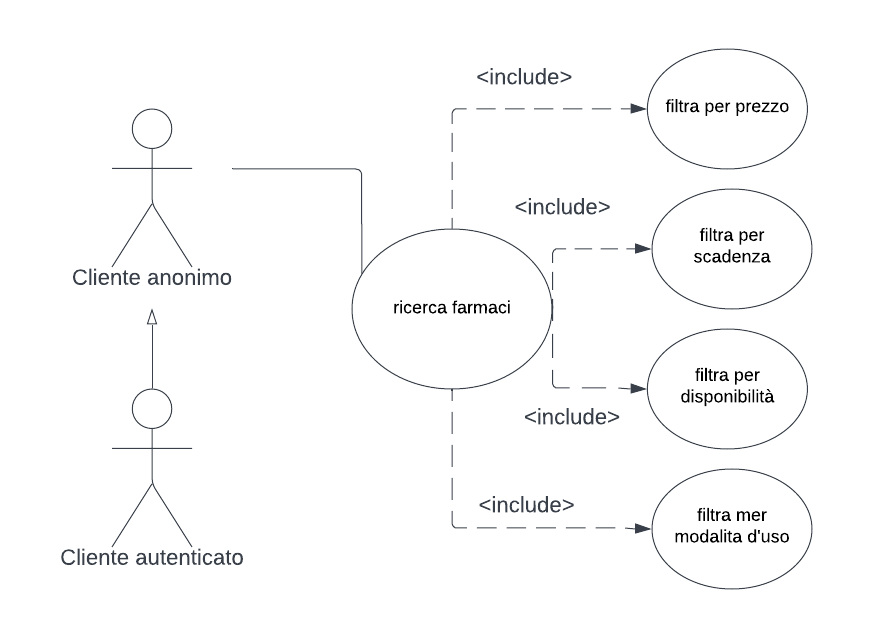 <include>
filtra per prezzo
<include>
filtra per
scadenza
Cliente anonimo
ricerca farmaci
filtra per
disponibilità
<include>
<include>
filtra mer
modalita d'uso
Cliente autenticato